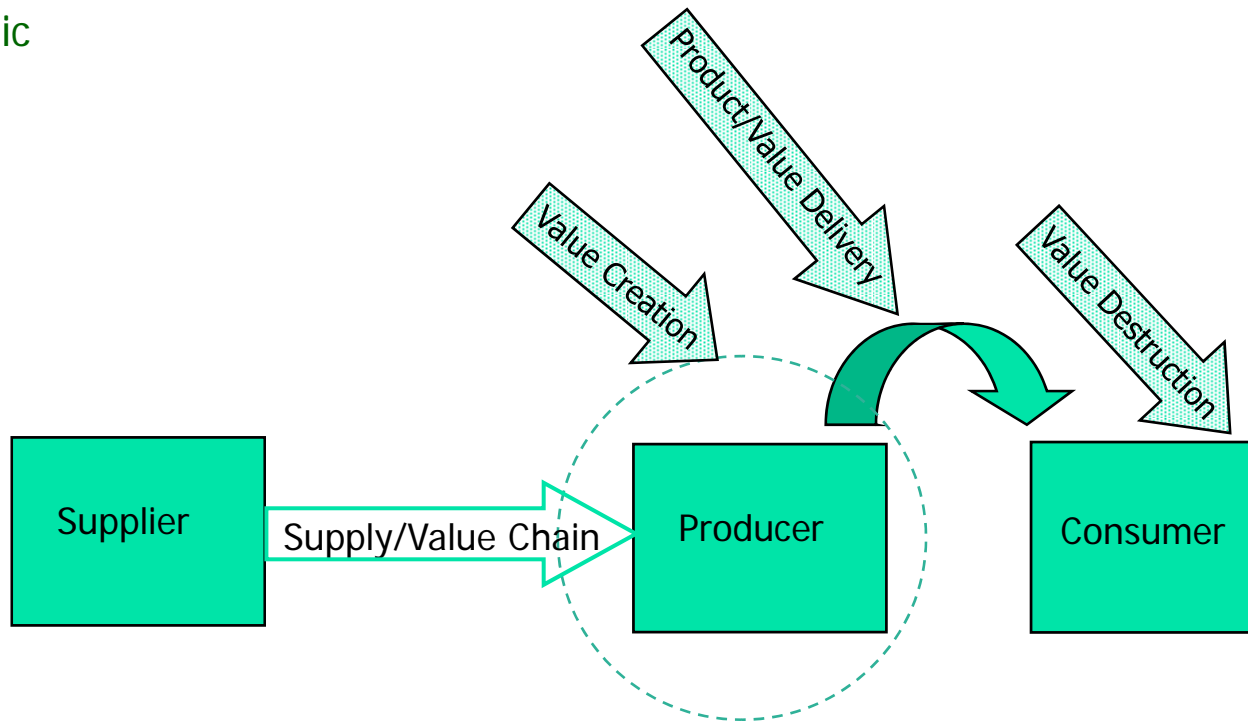 ic
Product/Value Delivery
Value Creation
Value Destruction
Supplier
Supply/Value Chain
Producer
Consumer